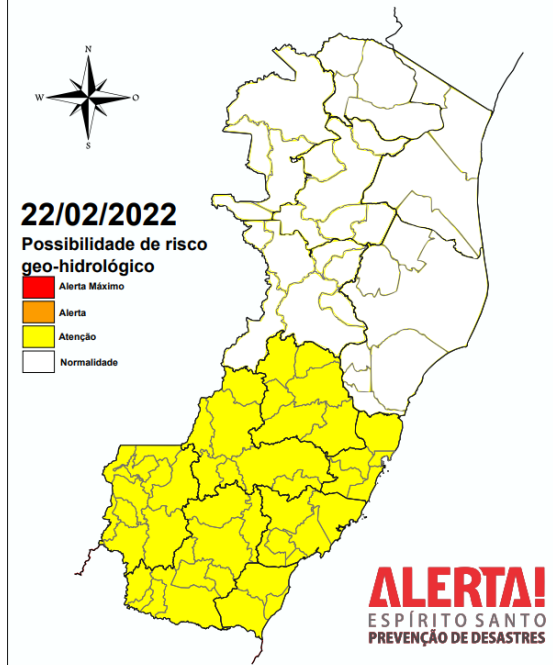 N
W
O
S
22/02/2022
Possibilidade de risco
geo-hidrológico
Alerta Máximo
Alerta
Atenção
Normalidade
ALERTA!
ESPÍRITO SANTO
PREVENÇÃO DE DESASTRES